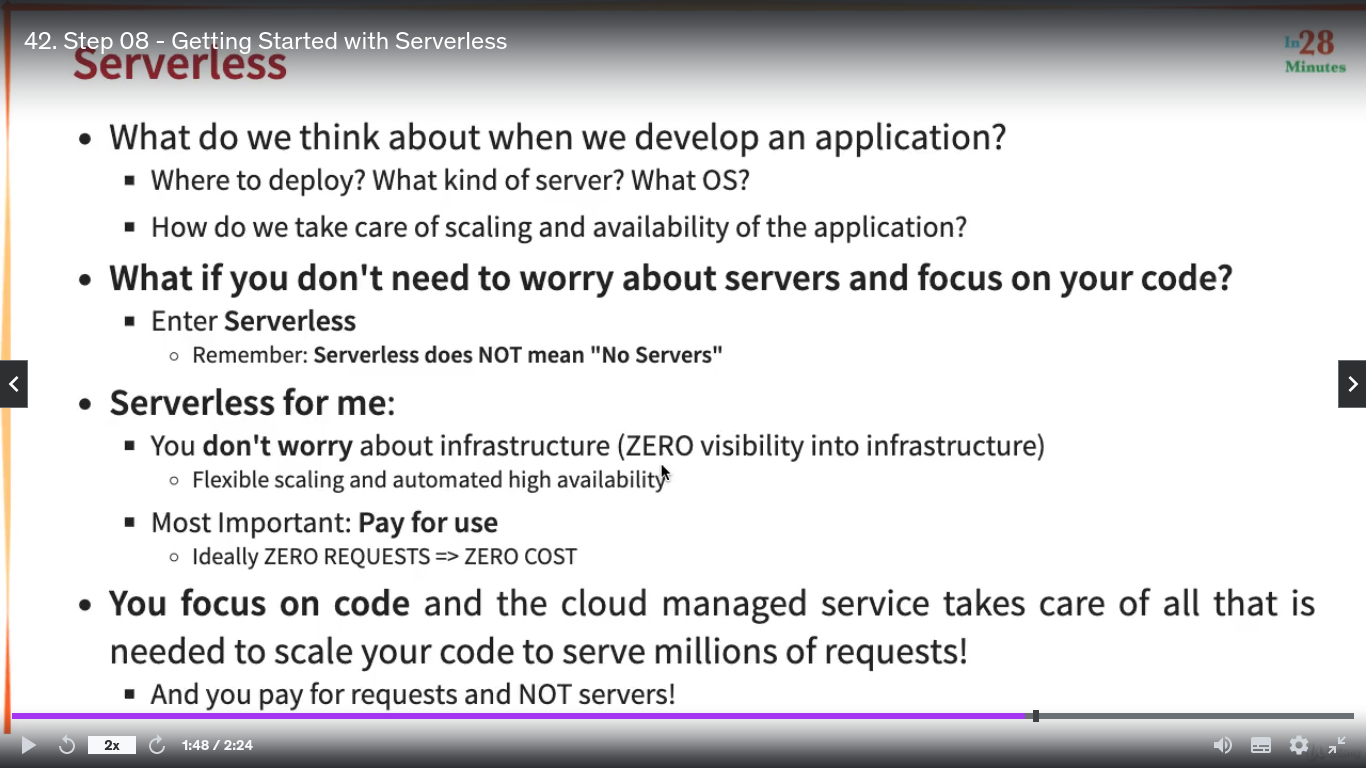 42. Step 08 - Getting Started with Serverless
Serverless
In28
Minutes
• What do we think about when we develop an application?
▪ Where to deploy? What kind of server? What OS?
▪ How do we take care of scaling and availability of the application?
• What if you don't need to worry about servers and focus on your code?
▪ Enter Serverless
○ Remember: Serverless does NOT mean "No Servers"
• Serverless for me:
▪ You don't worry about infrastructure (ZERO visibility into infrastructure)
○ Flexible scaling and automated high availability
▪ Most Important: Pay for use
○ Ideally ZERO REQUESTS => ZERO COST
• You focus on code and the cloud managed service takes care of all that is
needed to scale your code to serve millions of requests!
▪ And you pay for requests and NOT servers!
2x
1:48 / 2:24